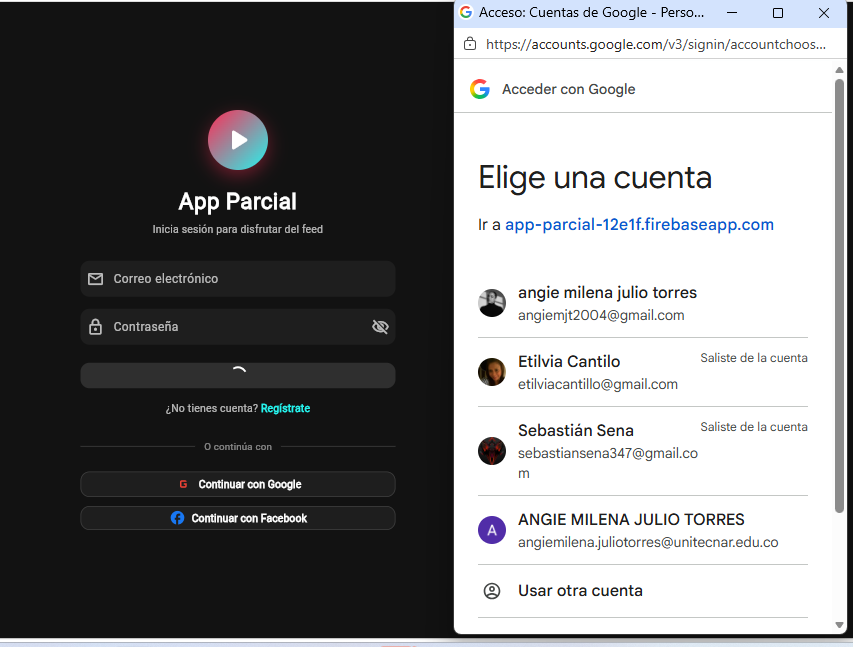 App Parcial
Inicia sesión para disfrutar del feed
Correo electrónico
Contraseña
¿No tienes cuenta? Regístrate
O continúa con
G Continuar con Google
Continuar con Facebook
Acceso: Cuentas de Google - Perso...
https://accounts.google.com/v3/signin/accountchoos...
Acceder con Google
Elige una cuenta
Ir a app-parcial-12e1f.firebaseapp.com
angie milena julio torres
angiemjt2004@gmail.com
Etilvia Cantilo
Saliste de la cuenta
etilviacantillo@gmail.com
Sebastián Sena
Saliste de la cuenta
sebastiansena347@gmail.co
m
A
ANGIE MILENA JULIO TORRES
angiemilena.juliotorres@unitecnar.edu.co
Usar otra cuenta